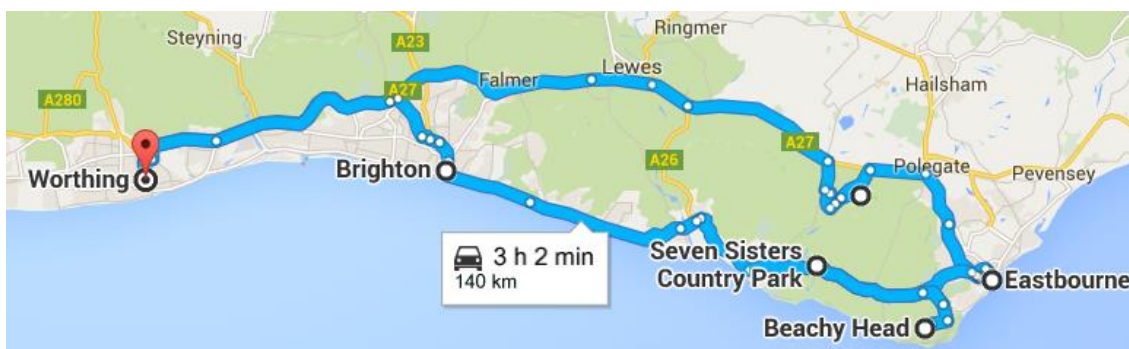 Ringmer
Steyning
A23
Falmer
Lewes
Hailsham
A27
A280
A27
Polegate
Worthing
Brighton
A26
Pevensey
3 h 2 min
140 km
Seven Sisters
Country Park
Eastbourne
Beachy Head